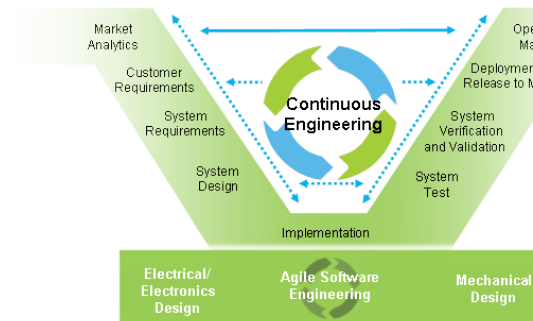 Market
Analytics
Customer
Requirements
System
Requirements
System
Design
Continuous
Engineering
Implementation
Release to
System
Verification
and Validation
System
Test
Electrical/
Electronics
Design
Agile Software
Engineering
Mechanical
Design